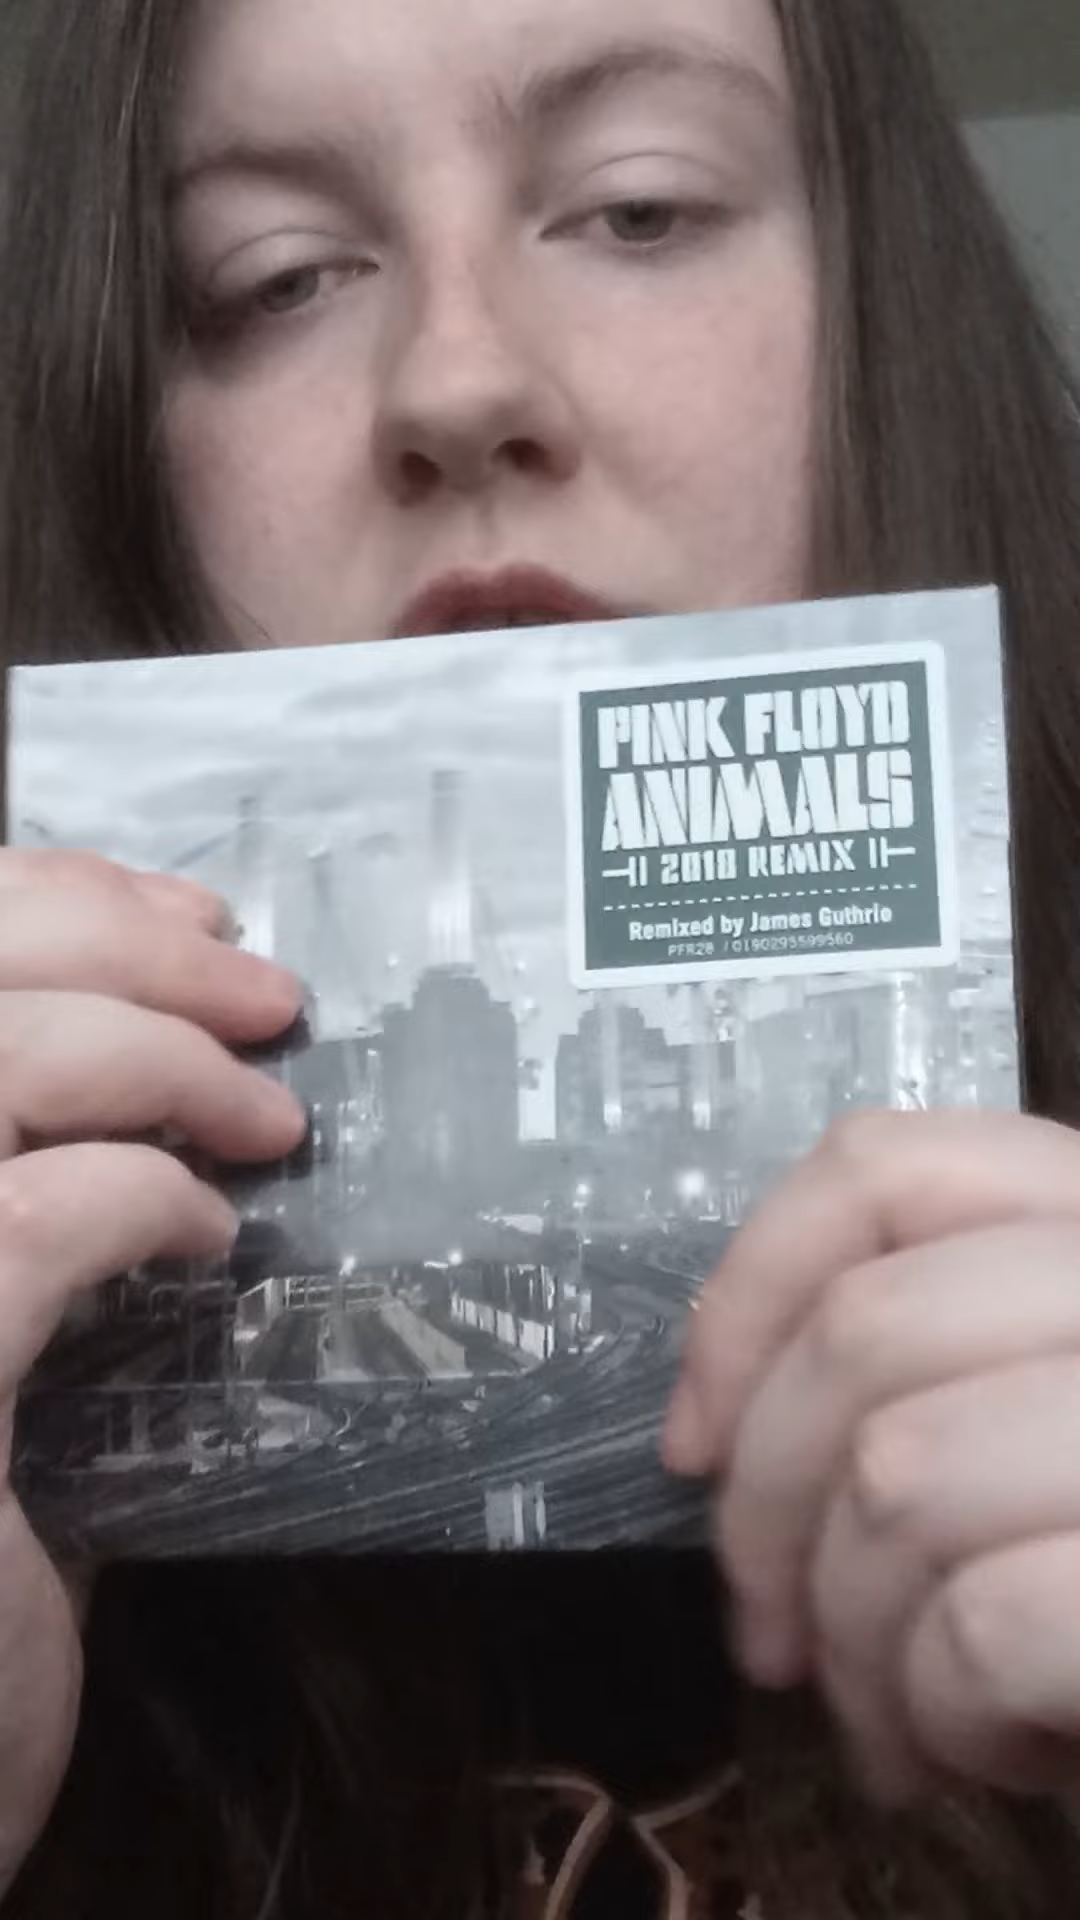 PINK FLOYD
ANIMALS
2018 REMIX
Remixed by James Guthrie
PFR28 / 0190295599560